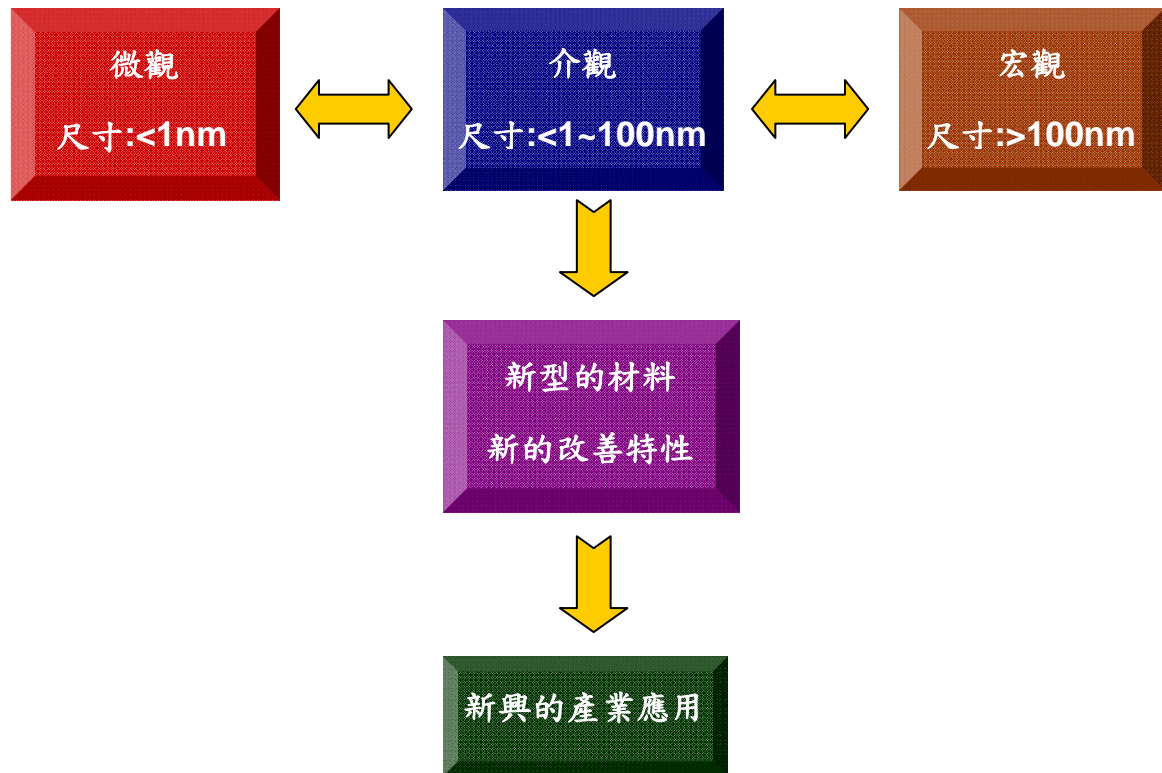 微觀
尺寸:<1nm
介觀
尺寸:<1~100nm
宏觀
尺寸:>100nm
新型的材料
新的改善特性
新興的產業應用